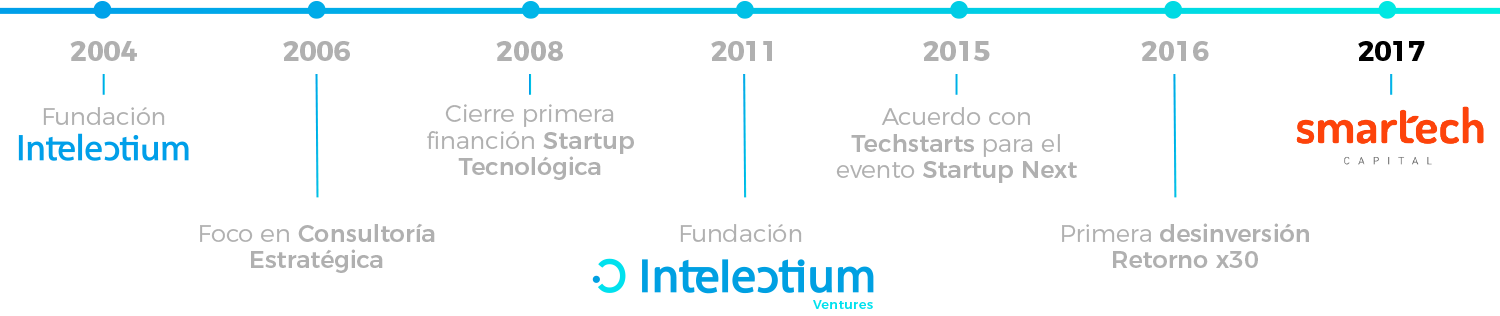 2004
Fundación
Intelectium
2006
Foco en Consultoría
Estratégica
2008
Cierre primera
financión Startup
Tecnológica
2011
Fundación
Intelectium
Ventures
2015
Acuerdo con
Techstarts para el
evento Startup Next
2016
Primera desinversión
Retorno x30
2017
smartech
CAPITAL